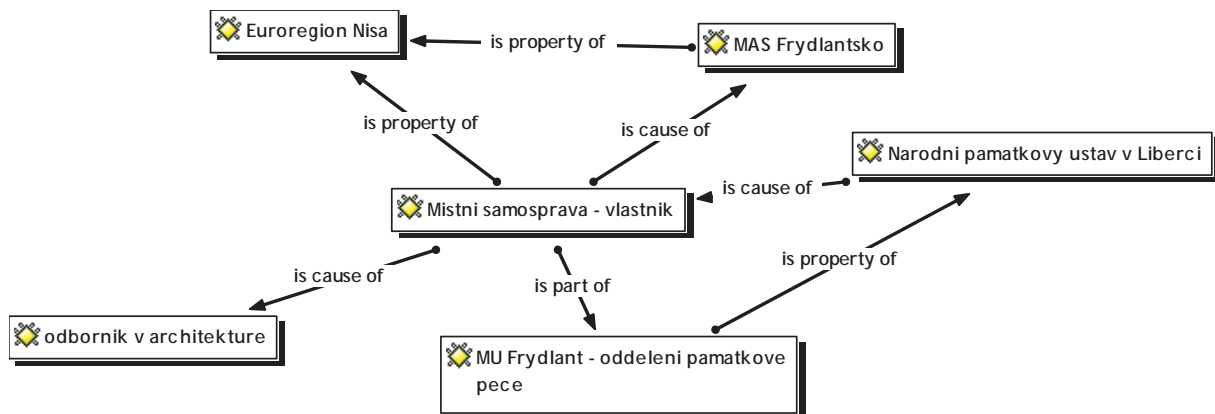 Euroregion Nisa
is property of
MAS Frydlantsko
is property of
is cause of
Narodni pamatkovy ustav v Liberci
is cause of
Mistni samosprava - vlastnik
is property of
is cause of
is part of
odbornik v architekture
MU Frydlant - oddeleni pamatkove
pece